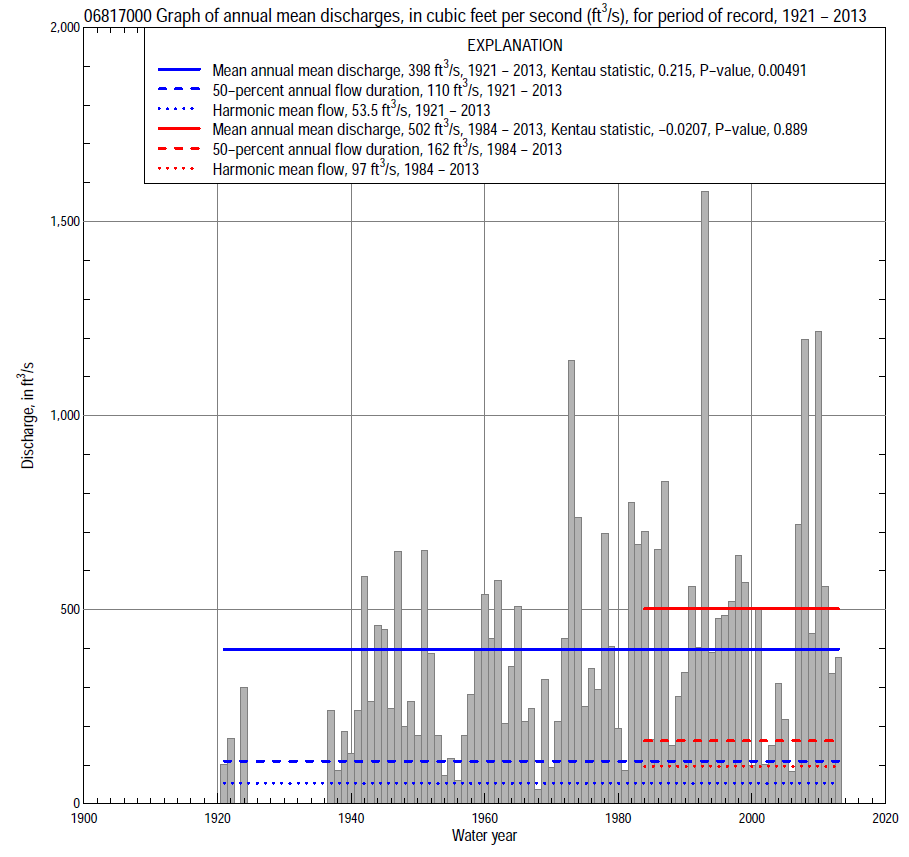 06817000 Graph of annual mean discharges, in cubic feet per second (ft³/s), for period of record, 1921 – 2013
EXPLANATION
Mean annual mean discharge, 398 ft³/s, 1921 – 2013, Kentau statistic, 0.215, P–value, 0.00491
50–percent annual flow duration, 110 ft³/s, 1921 – 2013
Harmonic mean flow, 53.5 ft³/s, 1921 – 2013
Mean annual mean discharge, 502 ft³/s, 1984 – 2013, Kentau statistic, –0.0207, P–value, 0.889
50–percent annual flow duration, 162 ft³/s, 1984 – 2013
Harmonic mean flow, 97 ft³/s, 1984 – 2013
2,000
1,500
1,000
500
0
Discharge, in ft³/s
1900 1920 1940 1960 1980 2000 2020
Water year